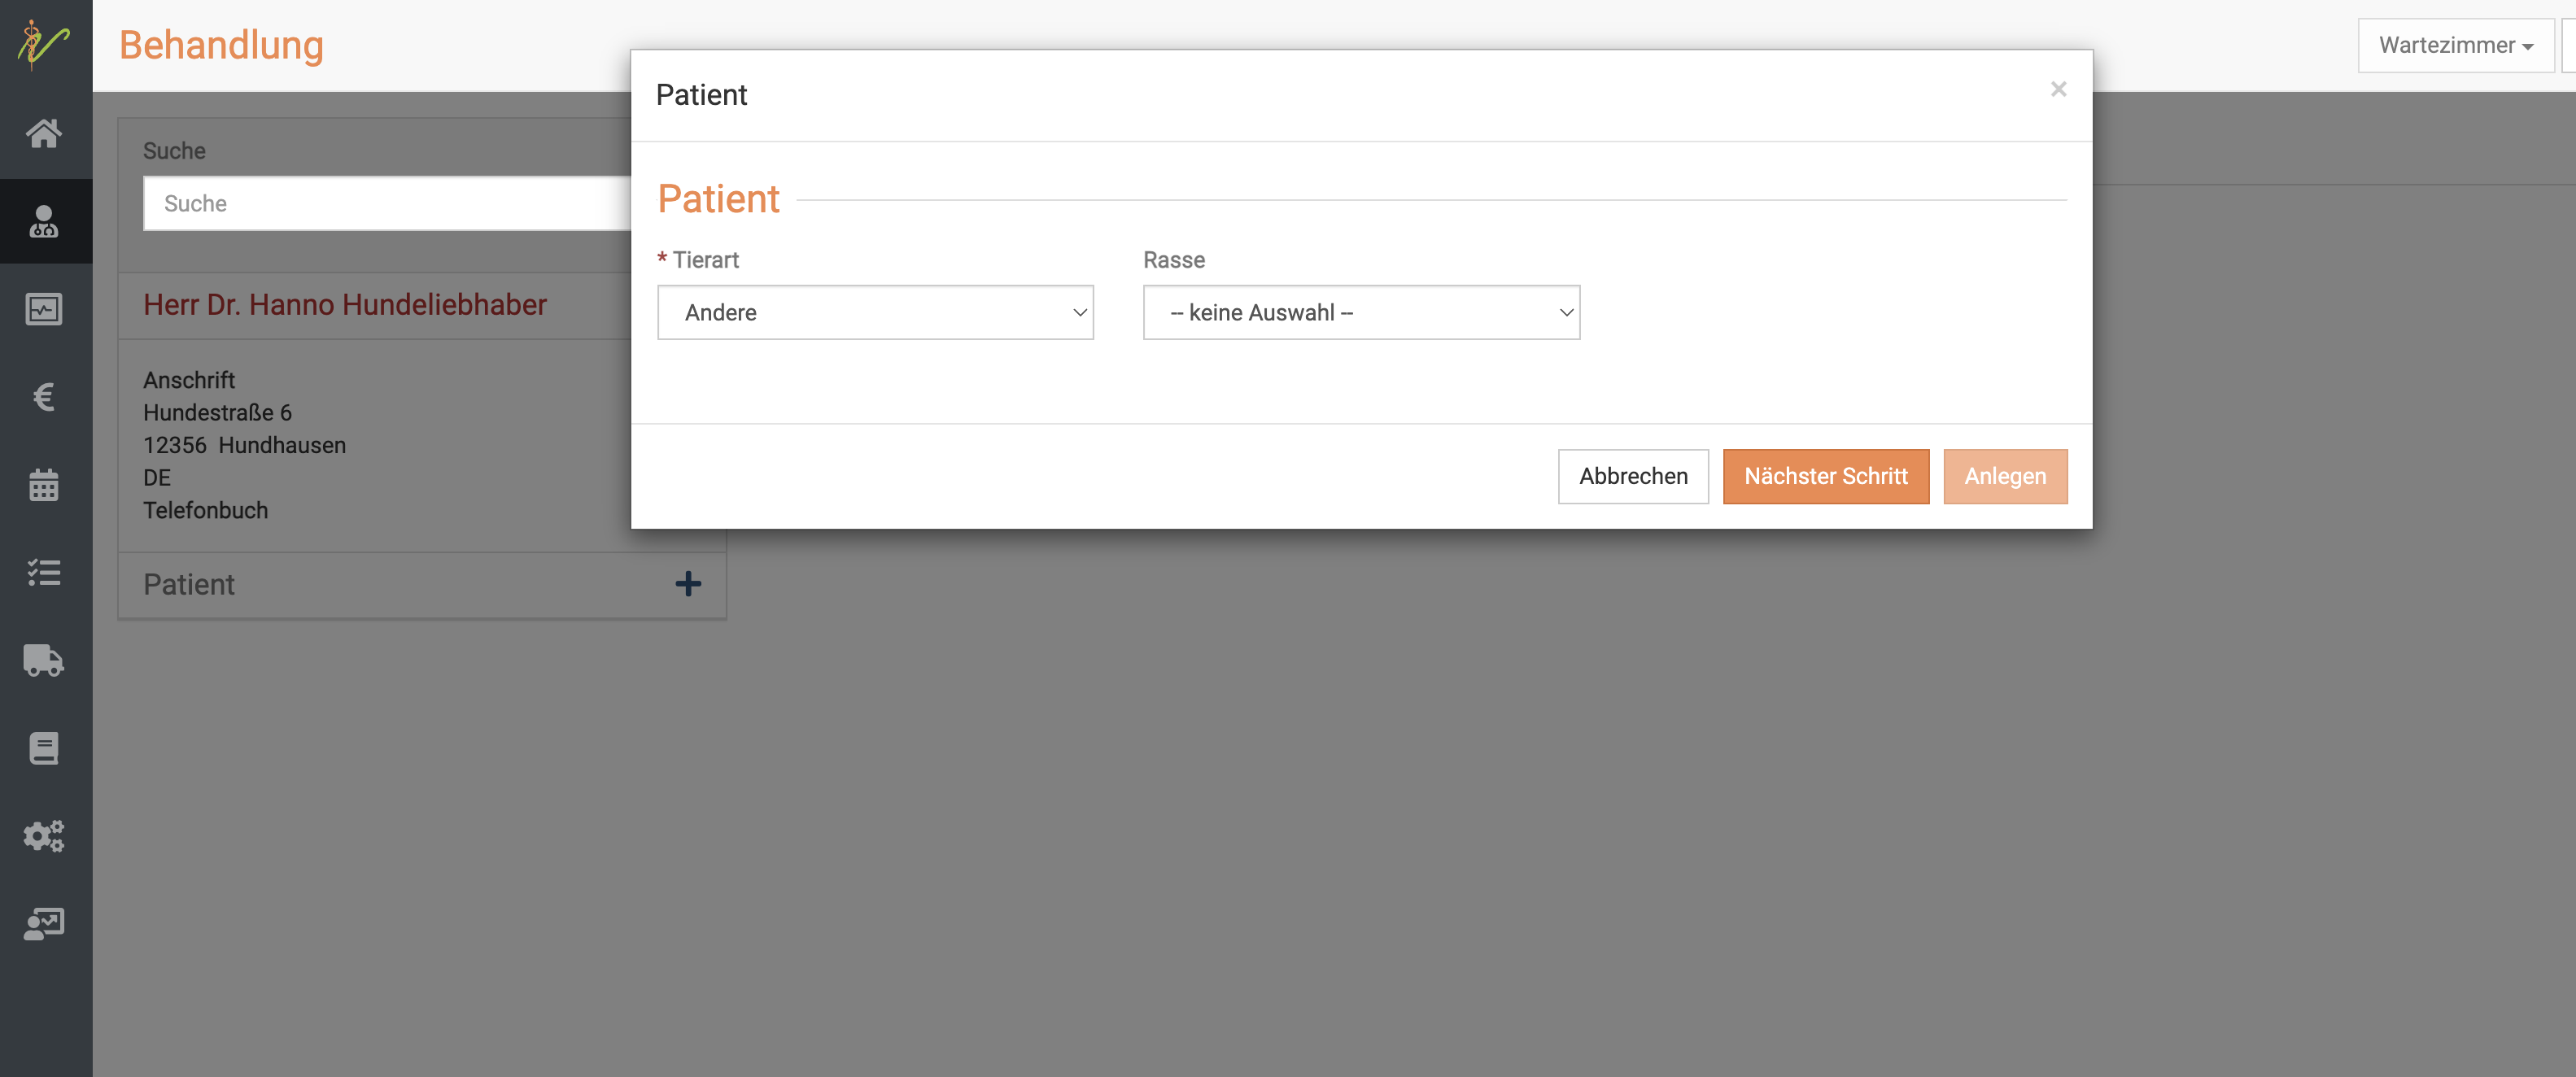 Behandlung
Wartezimmer
Suche
Suche
Herr Dr. Hanno Hundeliebhaber
Anschrift
Hundestraße 6
12356 Hundhausen
DE
Telefonbuch
Patient
Patient
×
Patient
* Tierart
Rasse
Andere
-- keine Auswahl --
Abbrechen
Nächster Schritt
Anlegen